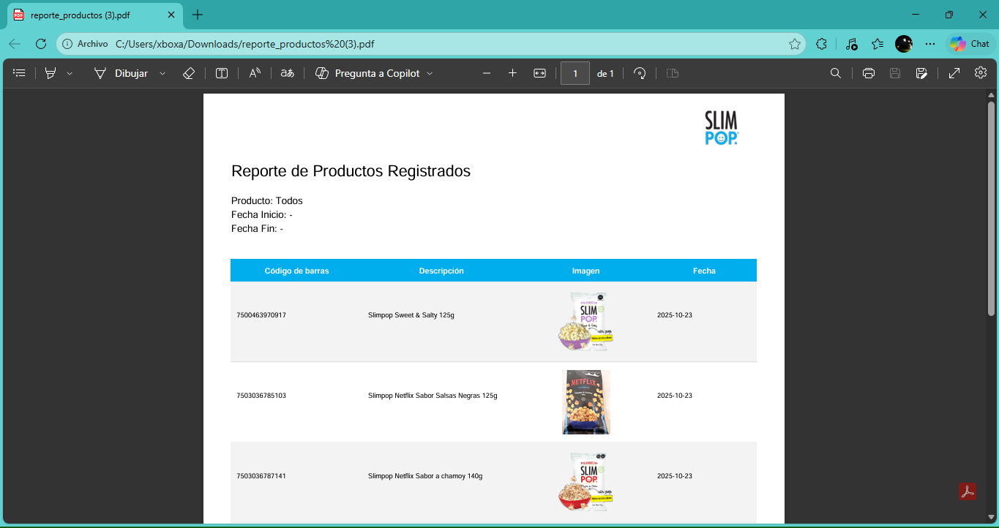 reporte_productos (3).pdf
Archivo C:/Users/xboxa/Downloads/reporte_productos%20(3).pdf
Chat
Dibujar
Pregunta a Copilot
1 de 1
SLIM
POP.
Reporte de Productos Registrados
Producto: Todos
Fecha Inicio: -
Fecha Fin: -
Código de barras Descripción Imagen Fecha
7500463970917 Slimpop Sweet & Salty 125g 2025-10-23
PALOMITAS
SLIM
POP.
7503036785103 Slimpop Netflix Sabor Salsas Negras 125g 2025-10-23
NETFLIX
7503036787141 Slimpop Netflix Sabor a chamoy 140g 2025-10-23
PALOMITAS
SLIM
POP.